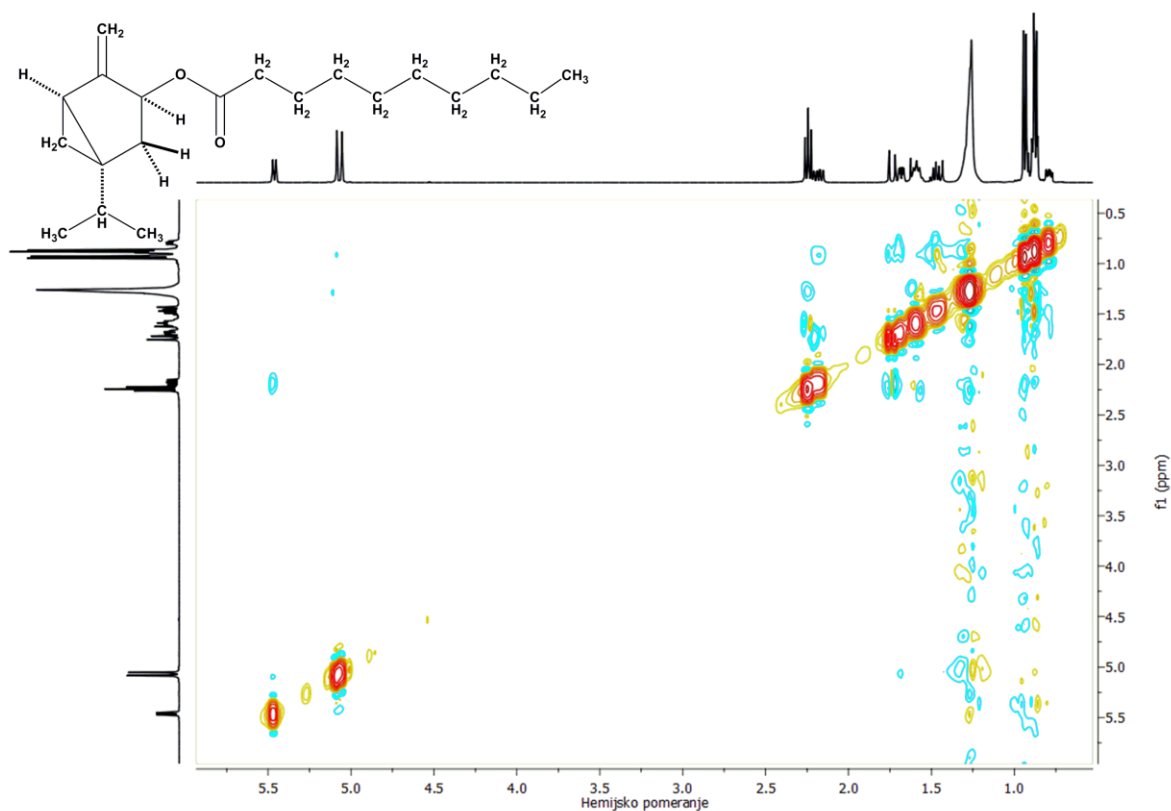 CH₂
H
O
H₂
C
H₂
C
H₂
C
H₂
C
CH₃
C
H₂
C
H₂
C
H₂
C
H₂
H
O
H₂C
H
H
H₃C
C
H
CH₃
0.5
1.0
1.5
2.0
2.5
3.0
3.5
4.0
4.5
5.0
5.5
f1 (ppm)
5.5 5.0 4.5 4.0 3.5 3.0 2.5 2.0 1.5 1.0
Hemijsko pomeranje